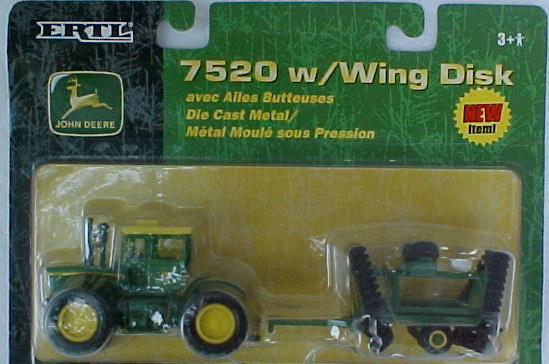 ERTL
3+
7520 w/Wing Disk
avec Ailes Butteuses
Die Cast Metal/
Métal Moulé sous Pression
JOHN DEERE
NEW
Item!